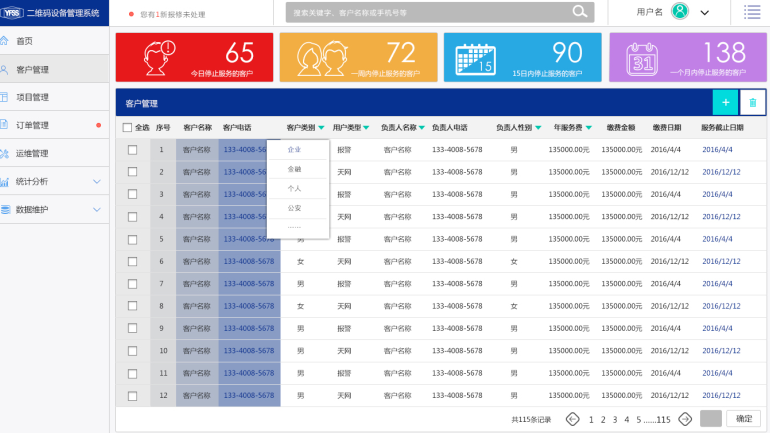 YFSS 二维码设备管理系统
您有1新报修未处理
搜索关键字、客户名称或手机号等
用户名
首页
客户管理
项目管理
订单管理
运维管理
统计分析
数据维护
65
今日停止服务的客户
72
一周内停止服务的客户
15
90
15日内停止服务的客户
31
138
一个月内停止服务的客户
客户管理
+
全选 序号 客户名称 客户电话 客户类别 用户类型 负责人名称 负责人电话 负责人性别 年服务费 缴费金额 缴费日期 服务截止日期
1 客户名称 133-4008-56 报警 客户名称 133-4008-5678 男 135000.00元 135000.00元 2016/4/4 2016/4/4
2 客户名称 133-4008-56 天网 客户名称 133-4008-5678 男 135000.00元 135000.00元 2016/12/12 2016/12/12
3 客户名称 133-4008-56 报警 客户名称 133-4008-5678 男 135000.00元 135000.00元 2016/4/4 2016/4/4
4 客户名称 133-4008-56 天网 客户名称 133-4008-5678 男 135000.00元 135000.00元 2016/12/12 2016/12/12
5 客户名称 133-4008-5678 男 报警 客户名称 133-4008-5678 男 135000.00元 135000.00元 2016/4/4 2016/4/4
企业
金融
个人
公安
......
6 客户名称 133-4008-5678 女 天网 客户名称 133-4008-5678 女 135000.00元 135000.00元 2016/12/12 2016/12/12
7 客户名称 133-4008-5678 男 报警 客户名称 133-4008-5678 男 135000.00元 135000.00元 2016/4/4 2016/4/4
8 客户名称 133-4008-5678 女 天网 客户名称 133-4008-5678 女 135000.00元 135000.00元 2016/12/12 2016/12/12
9 客户名称 133-4008-5678 男 报警 客户名称 133-4008-5678 男 135000.00元 135000.00元 2016/4/4 2016/4/4
10 客户名称 133-4008-5678 男 天网 客户名称 133-4008-5678 男 135000.00元 135000.00元 2016/12/12 2016/12/12
11 客户名称 133-4008-5678 男 报警 客户名称 133-4008-5678 男 135000.00元 135000.00元 2016/4/4 2016/4/4
12 客户名称 133-4008-5678 男 天网 客户名称 133-4008-5678 男 135000.00元 135000.00元 2016/12/12 2016/12/12
共115条记录 1 2 3 4 5......115 确定